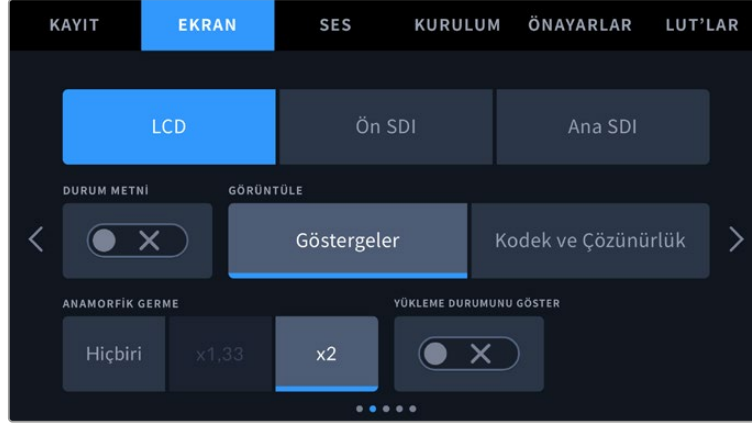 KAYIT EKRAN SES KURULUM ÖNAYARLAR LUT’LAR
LCD Ön SDI Ana SDI
DURUM METNİ GÖRÜNTÜLE
Göstergeler Kodek ve Çözünürlük
ANAMORFİK GERME YÜKLEME DURUMUNU GÖSTER
Hiçbiri x1,33 x2